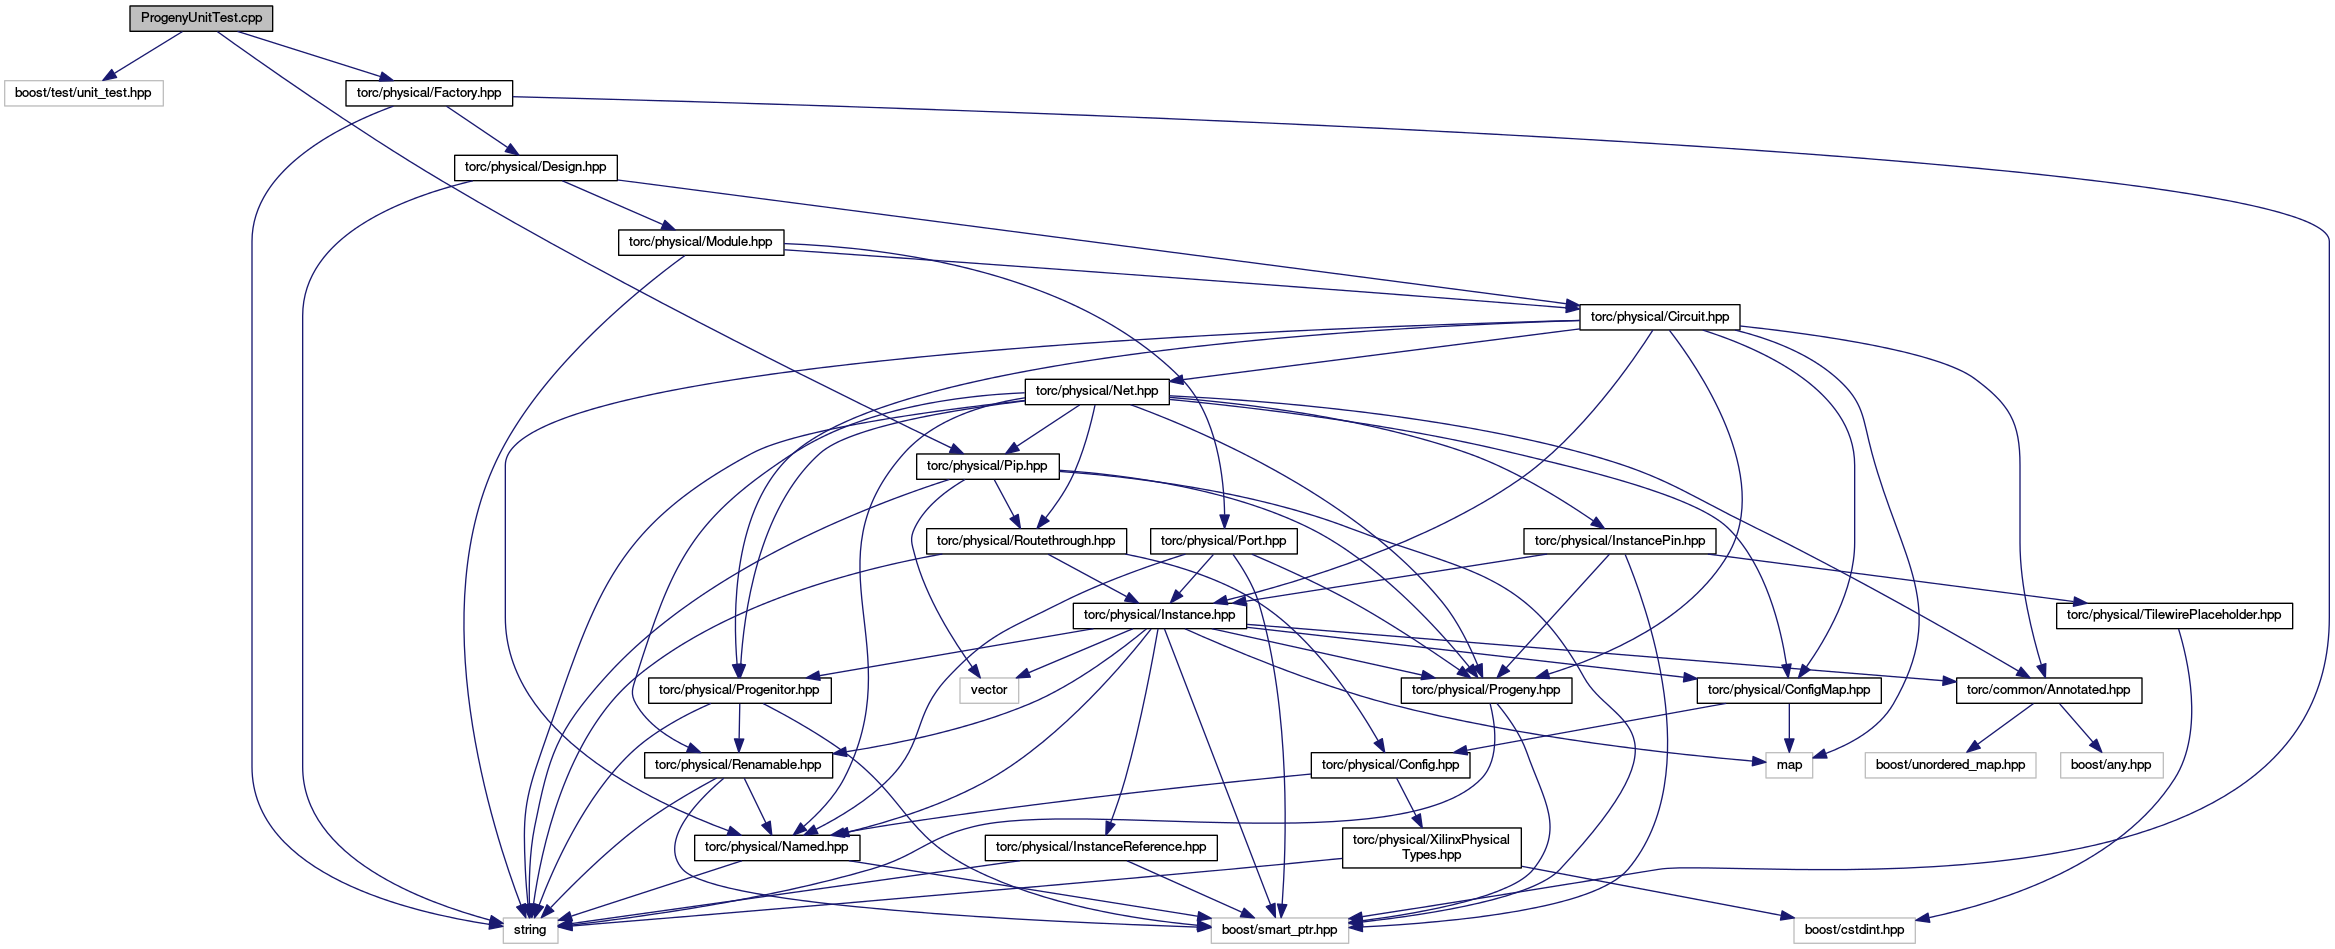 ProgenyUnitTest.cpp
boost/test/unit_test.hpp
torc/physical/Factory.hpp
torc/physical/Design.hpp
torc/physical/Module.hpp
torc/physical/Circuit.hpp
torc/physical/Net.hpp
torc/physical/Pip.hpp
torc/physical/Routethrough.hpp
torc/physical/Port.hpp
torc/physical/InstancePin.hpp
torc/physical/Instance.hpp
torc/physical/TilewirePlaceholder.hpp
torc/physical/Progenitor.hpp
vector
torc/physical/Progeny.hpp
torc/physical/ConfigMap.hpp
torc/common/Annotated.hpp
torc/physical/Renamable.hpp
torc/physical/Config.hpp
map
boost/unordered_map.hpp
boost/any.hpp
torc/physical/Named.hpp
torc/physical/InstanceReference.hpp
torc/physical/XilinxPhysical
Types.hpp
string
boost/smart_ptr.hpp
boost/cstdint.hpp